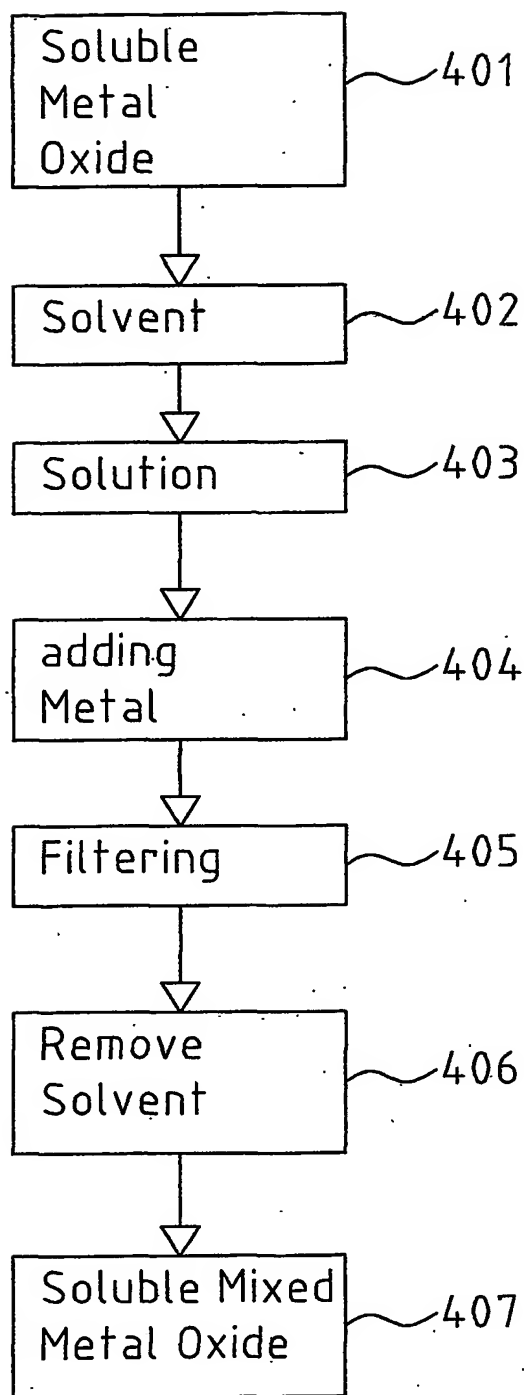 Soluble
Metal
Oxide
401
Solvent
402
Solution
403
adding
Metal
404
Filtering
405
Remove
Solvent
406
Soluble Mixed
Metal Oxide
407